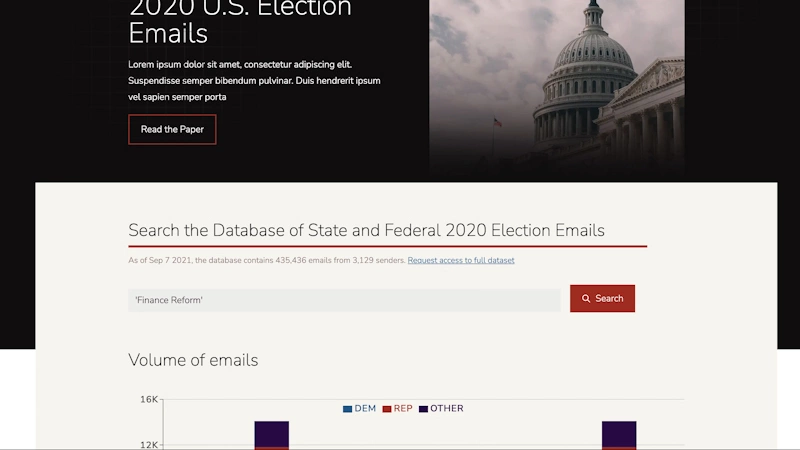 2020 U.S. Election
Emails
Lorem ipsum dolor sit amet, consectetur adipiscing elit.
Suspendisse semper bibendum pulvinar. Duis hendrerit ipsum
vel sapien semper porta
Read the Paper
Search the Database of State and Federal 2020 Election Emails
As of Sep 7 2021, the database contains 435,436 emails from 3,129 senders. Request access to full dataset
'Finance Reform'
Search
Volume of emails
16K
DEM REP OTHER
12K